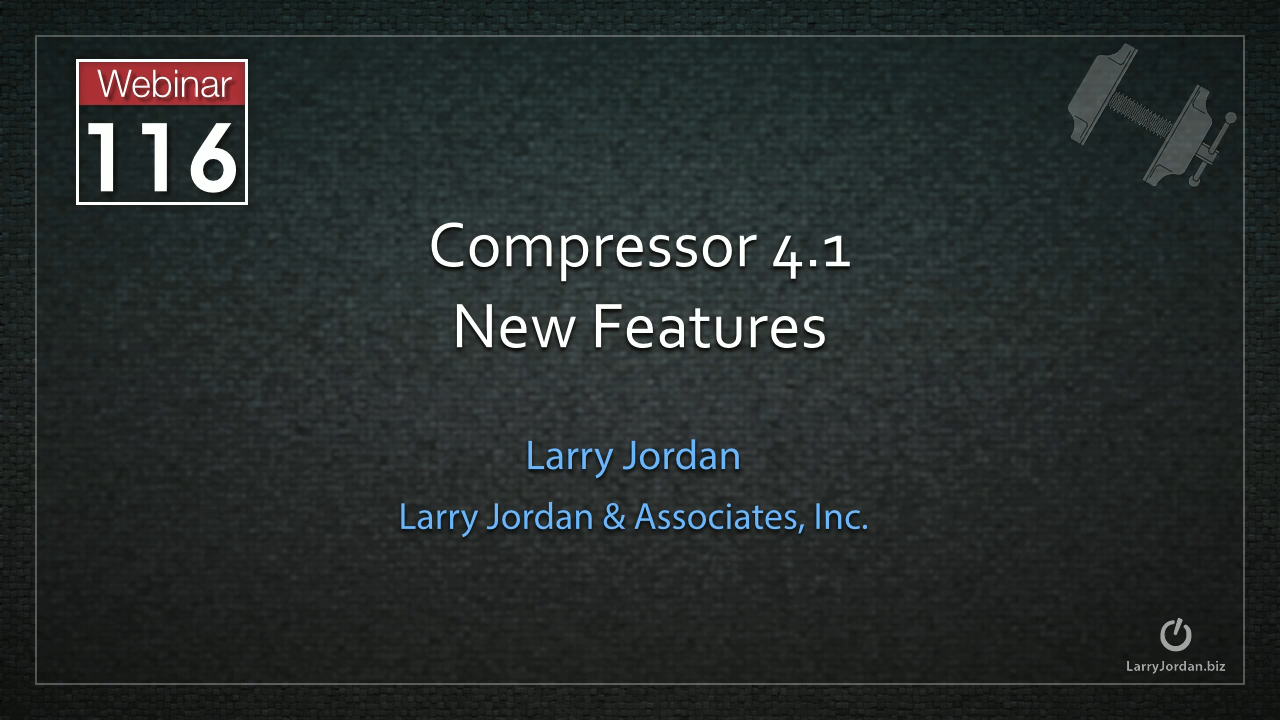 Webinar
116
Compressor 4.1
New Features
Larry Jordan
Larry Jordan & Associates, Inc.
LarryJordan.biz